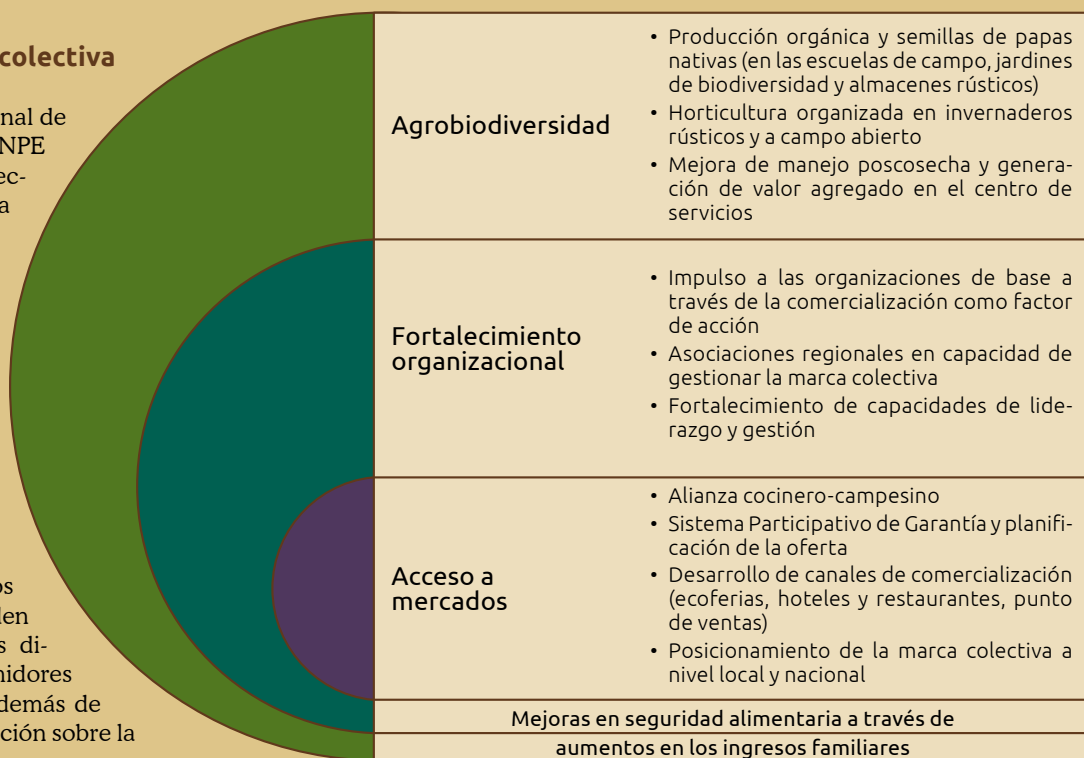 colectiva
nal de
NPE
ec-
a
os
s di-
nidores
demás de
ción sobre la
Agrobiodiversidad
• Producción orgánica y semillas de papas
nativas (en las escuelas de campo, jardines
de biodiversidad y almacenes rústicos)
• Horticultura organizada en invernaderos
rústicos y a campo abierto
• Mejora de manejo poscosecha y genera-
ción de valor agregado en el centro de
servicios
Fortalecimiento
organizacional
• Impulso a las organizaciones de base a
través de la comercialización como factor
de acción
• Asociaciones regionales en capacidad de
gestionar la marca colectiva
• Fortalecimiento de capacidades de lide-
razgo y gestión
Acceso a
mercados
• Alianza cocinero-campesino
• Sistema Participativo de Garantía y planifi-
cación de la oferta
• Desarrollo de canales de comercialización
(ecoferias, hoteles y restaurantes, punto
de ventas)
• Posicionamiento de la marca colectiva a
nivel local y nacional
Mejoras en seguridad alimentaria a través de
aumentos en los ingresos familiares